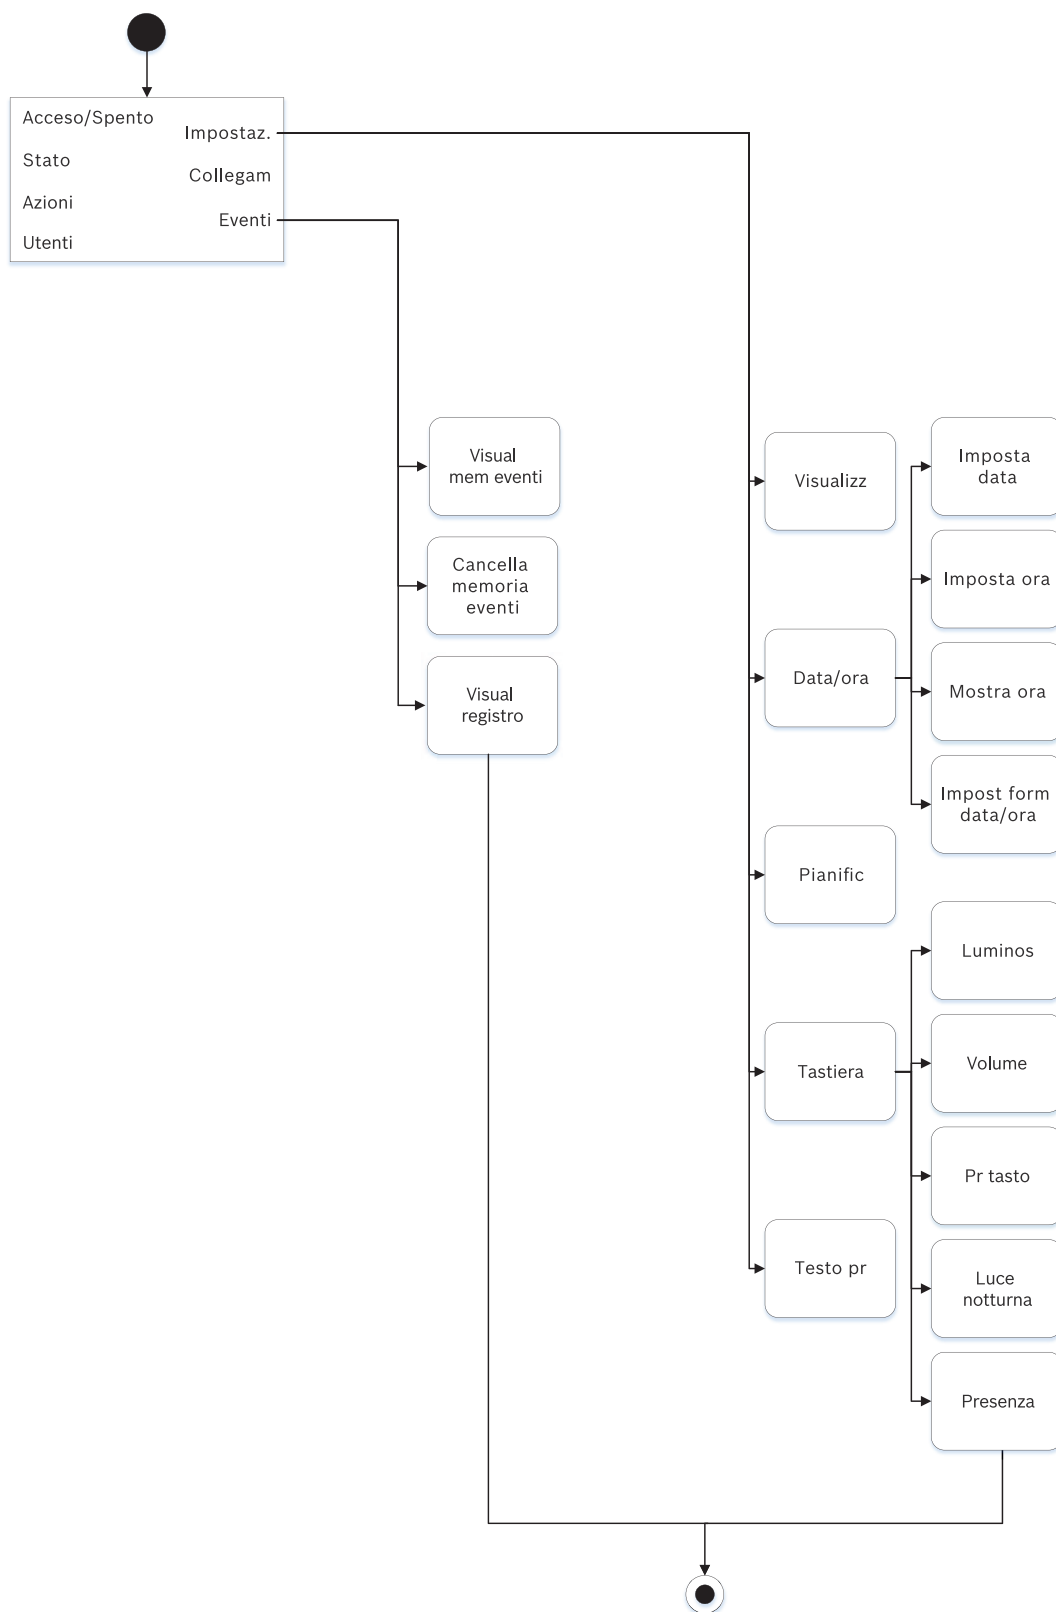 Acceso/Spento
Stato
Azioni
Utenti
Impostaz.
Collegam
Eventi
Visual
mem eventi
Cancella
memoria
eventi
Visual
registro
Visualizz
Data/ora
Pianific
Tastiera
Testo pr
Imposta
data
Imposta ora
Mostra ora
Impost form
data/ora
Luminos
Volume
Pr tasto
Luce
notturna
Presenza